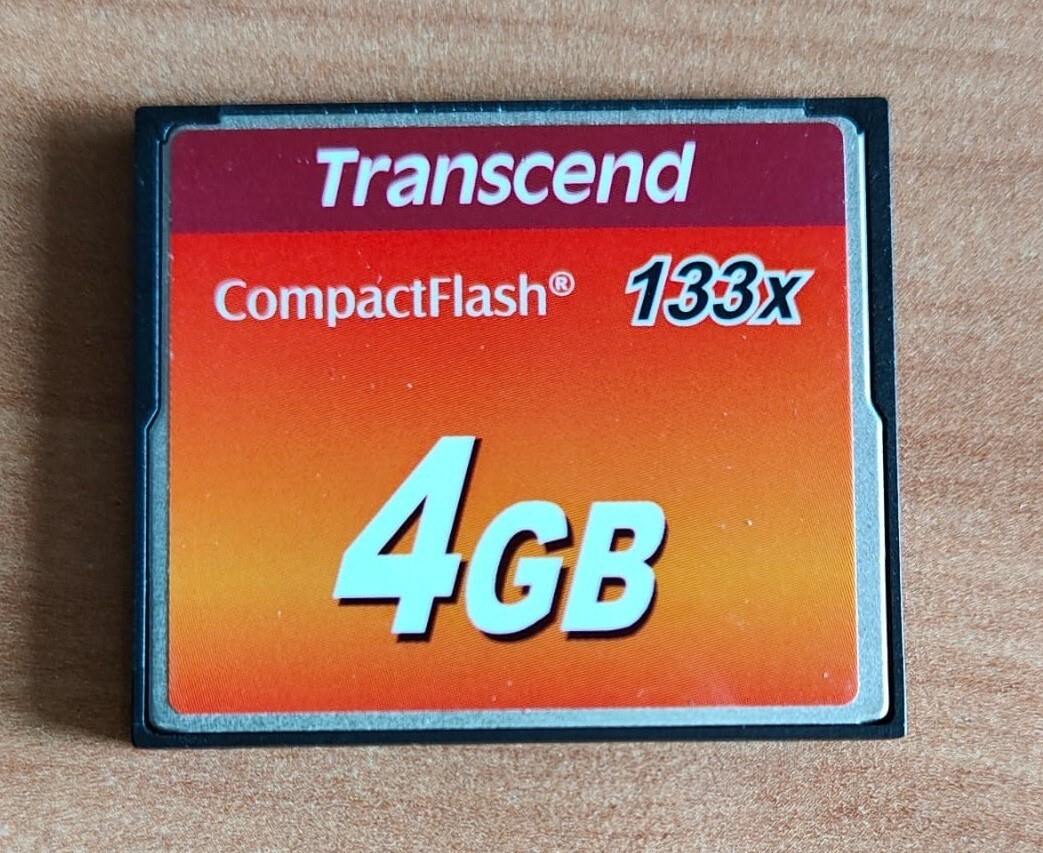 Transcend
CompactFlash® 133x
4GB